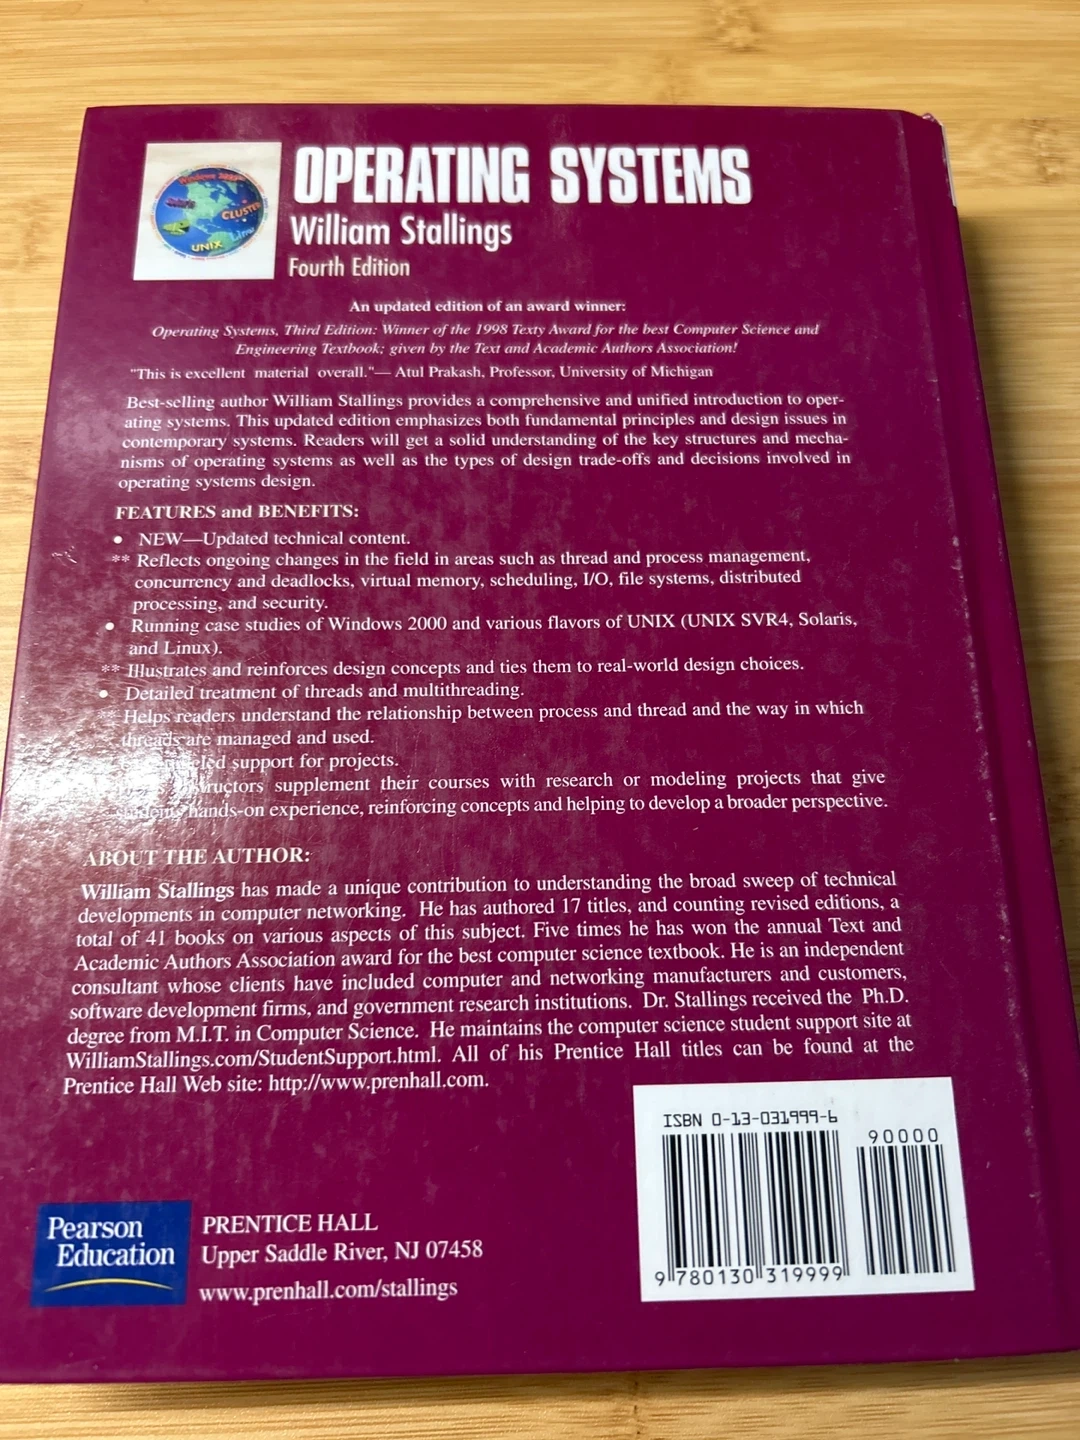 Windows 2000
Solaris
CLUSTER
UNIX
Linux
OPERATING SYSTEMS
William Stallings
Fourth Edition
An updated edition of an award winner:
Operating Systems, Third Edition: Winner of the 1998 Texty Award for the best Computer Science and
Engineering Textbook; given by the Text and Academic Authors Association!
"This is excellent material overall."— Atul Prakash, Professor, University of Michigan
Best-selling author William Stallings provides a comprehensive and unified introduction to oper-
ating systems. This updated edition emphasizes both fundamental principles and design issues in
contemporary systems. Readers will get a solid understanding of the key structures and mecha-
nisms of operating systems as well as the types of design trade-offs and decisions involved in
operating systems design.
FEATURES and BENEFITS:
• NEW—Updated technical content.
** Reflects ongoing changes in the field in areas such as thread and process management,
concurrency and deadlocks, virtual memory, scheduling, I/O, file systems, distributed
processing, and security.
• Running case studies of Windows 2000 and various flavors of UNIX (UNIX SVR4, Solaris,
and Linux).
** Illustrates and reinforces design concepts and ties them to real-world design choices.
• Detailed treatment of threads and multithreading.
** Helps readers understand the relationship between process and thread and the way in which
threads are managed and used.
support for projects.
instructors supplement their courses with research or modeling projects that give
students hands-on experience, reinforcing concepts and helping to develop a broader perspective.
ABOUT THE AUTHOR:
William Stallings has made a unique contribution to understanding the broad sweep of technical
developments in computer networking. He has authored 17 titles, and counting revised editions, a
total of 41 books on various aspects of this subject. Five times he has won the annual Text and
Academic Authors Association award for the best computer science textbook. He is an independent
consultant whose clients have included computer and networking manufacturers and customers,
software development firms, and government research institutions. Dr. Stallings received the Ph.D.
degree from M.I.T. in Computer Science. He maintains the computer science student support site at
WilliamStallings.com/StudentSupport.html. All of his Prentice Hall titles can be found at the
Prentice Hall Web site: http://www.prenhall.com.
ISBN 0-13-031999-6
90000
9 780130 319999
Pearson
Education
PRENTICE HALL
Upper Saddle River, NJ 07458
www.prenhall.com/stallings